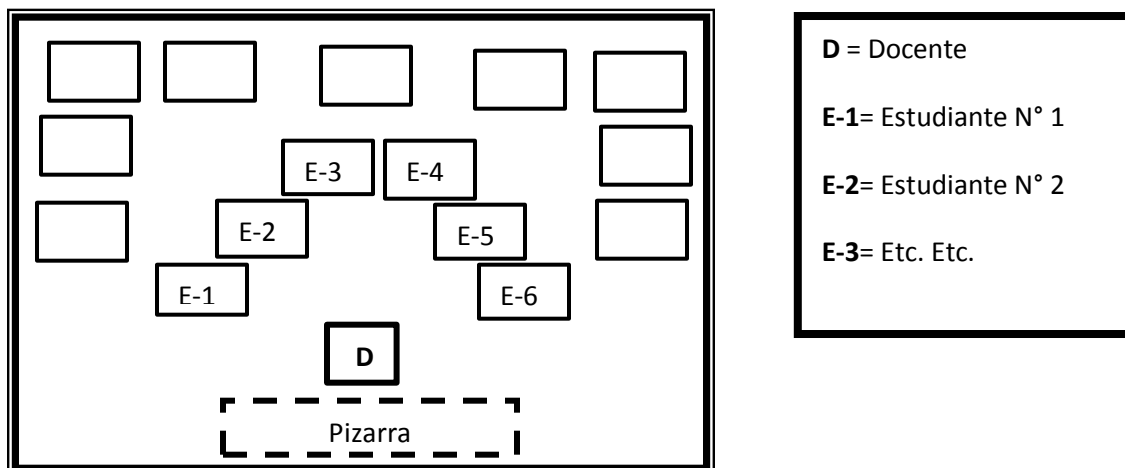 E-3
E-4
E-2
E-5
E-1
E-6
D
Pizarra
D = Docente
E-1= Estudiante N° 1
E-2= Estudiante N° 2
E-3= Etc. Etc.